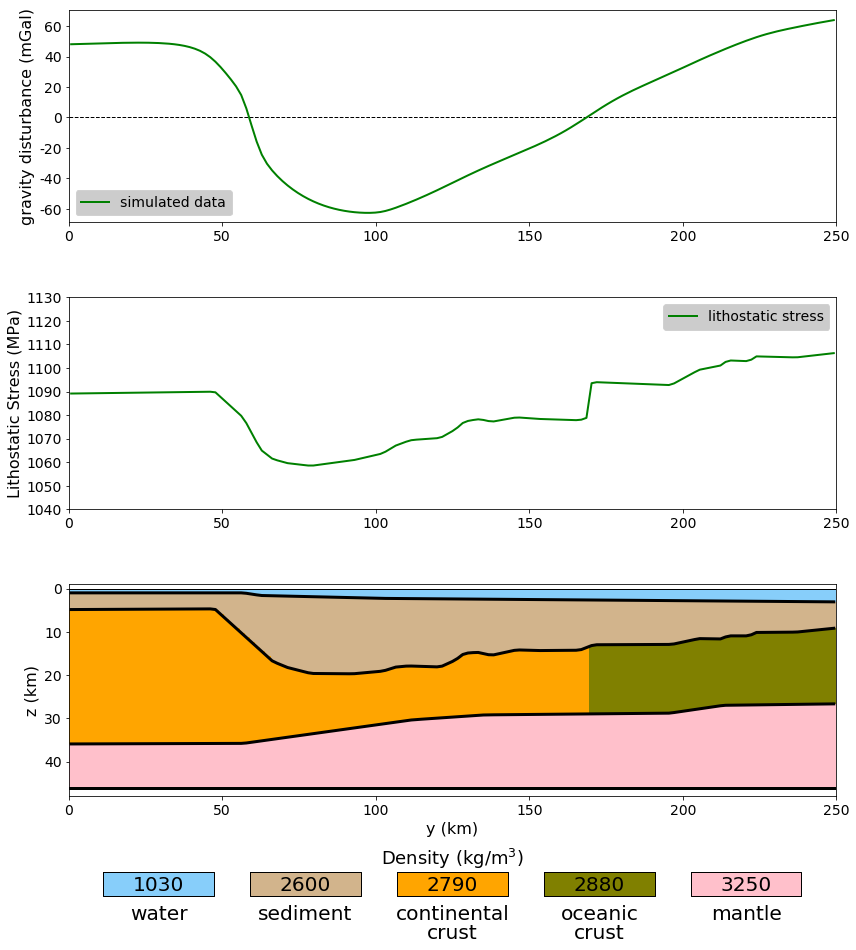 gravity disturbance (mGal)
60
40
20
0
-20
-40
-60
simulated data
0 50 100 150 200 250
Lithostatic Stress (MPa)
1130
1120
1110
1100
1090
1080
1070
1060
1050
1040
lithostatic stress
0 50 100 150 200 250
z (km)
0
10
20
30
40
0 50 100 150 200 250
y (km)
Density (kg/m³)
1030 2600 2790 2880 3250
water sediment continental oceanic mantle
crust crust